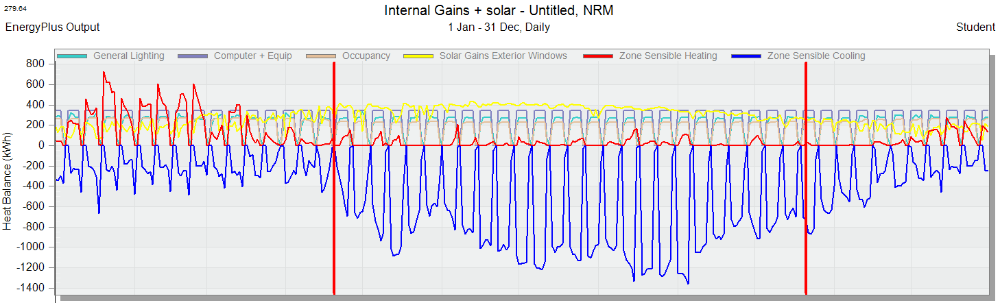 279.64
Internal Gains + solar - Untitled, NRM
EnergyPlus Output
1 Jan - 31 Dec, Daily
Student
General Lighting
Computer + Equip
Occupancy
Solar Gains Exterior Windows
Zone Sensible Heating
Zone Sensible Cooling
Heat Balance (kWh)
800
600
400
200
0
-200
-400
-600
-800
-1000
-1200
-1400